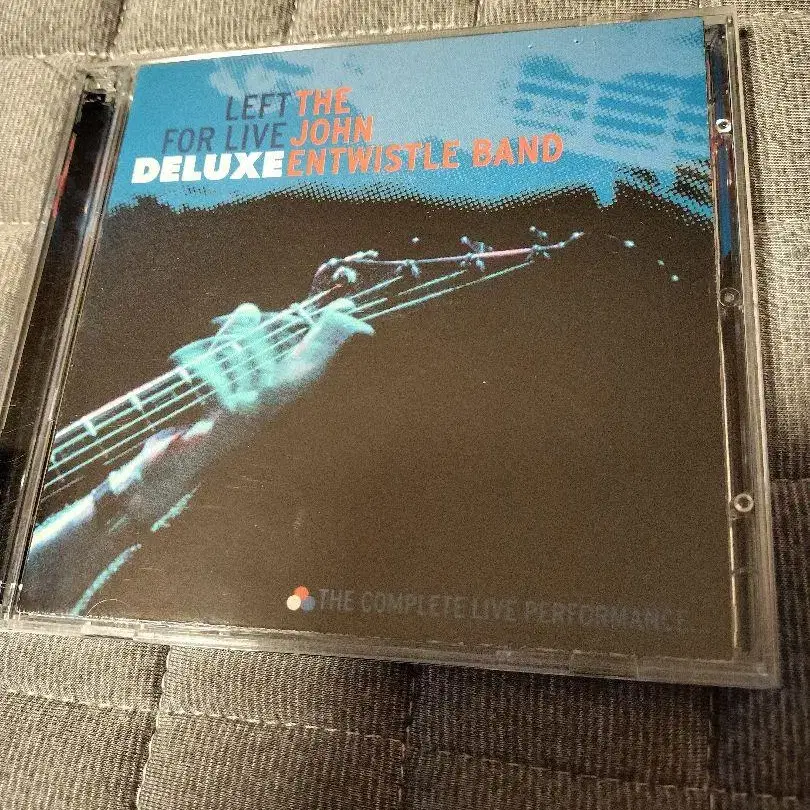 LEFT THE
FOR LIVE JOHN
DELUXE ENTWISTLE BAND
THE COMPLETE LIVE PERFORMANCE